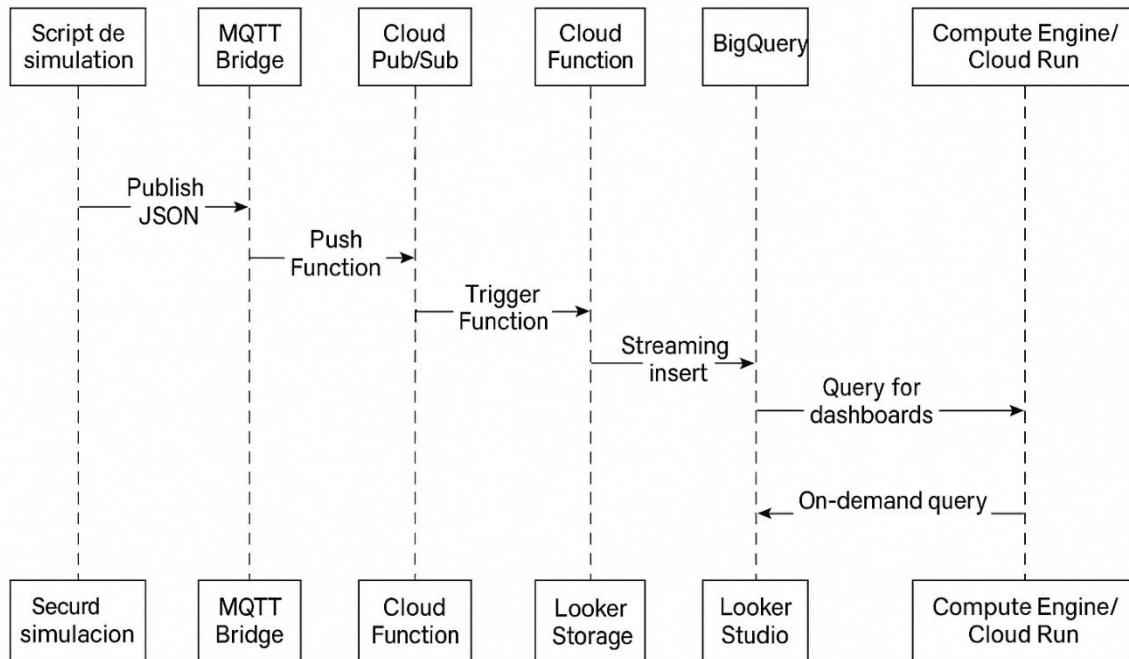 Script de
simulation
MQTT
Bridge
Cloud
Pub/Sub
Cloud
Function
BigQuery
Compute Engine/
Cloud Run
Publish
JSON
Push
Function
Trigger
Function
Streaming
insert
Query for
dashboards
On-demand query
Securd
simulacion
MQTT
Bridge
Cloud
Function
Looker
Storage
Looker
Studio
Compute Engine/
Cloud Run